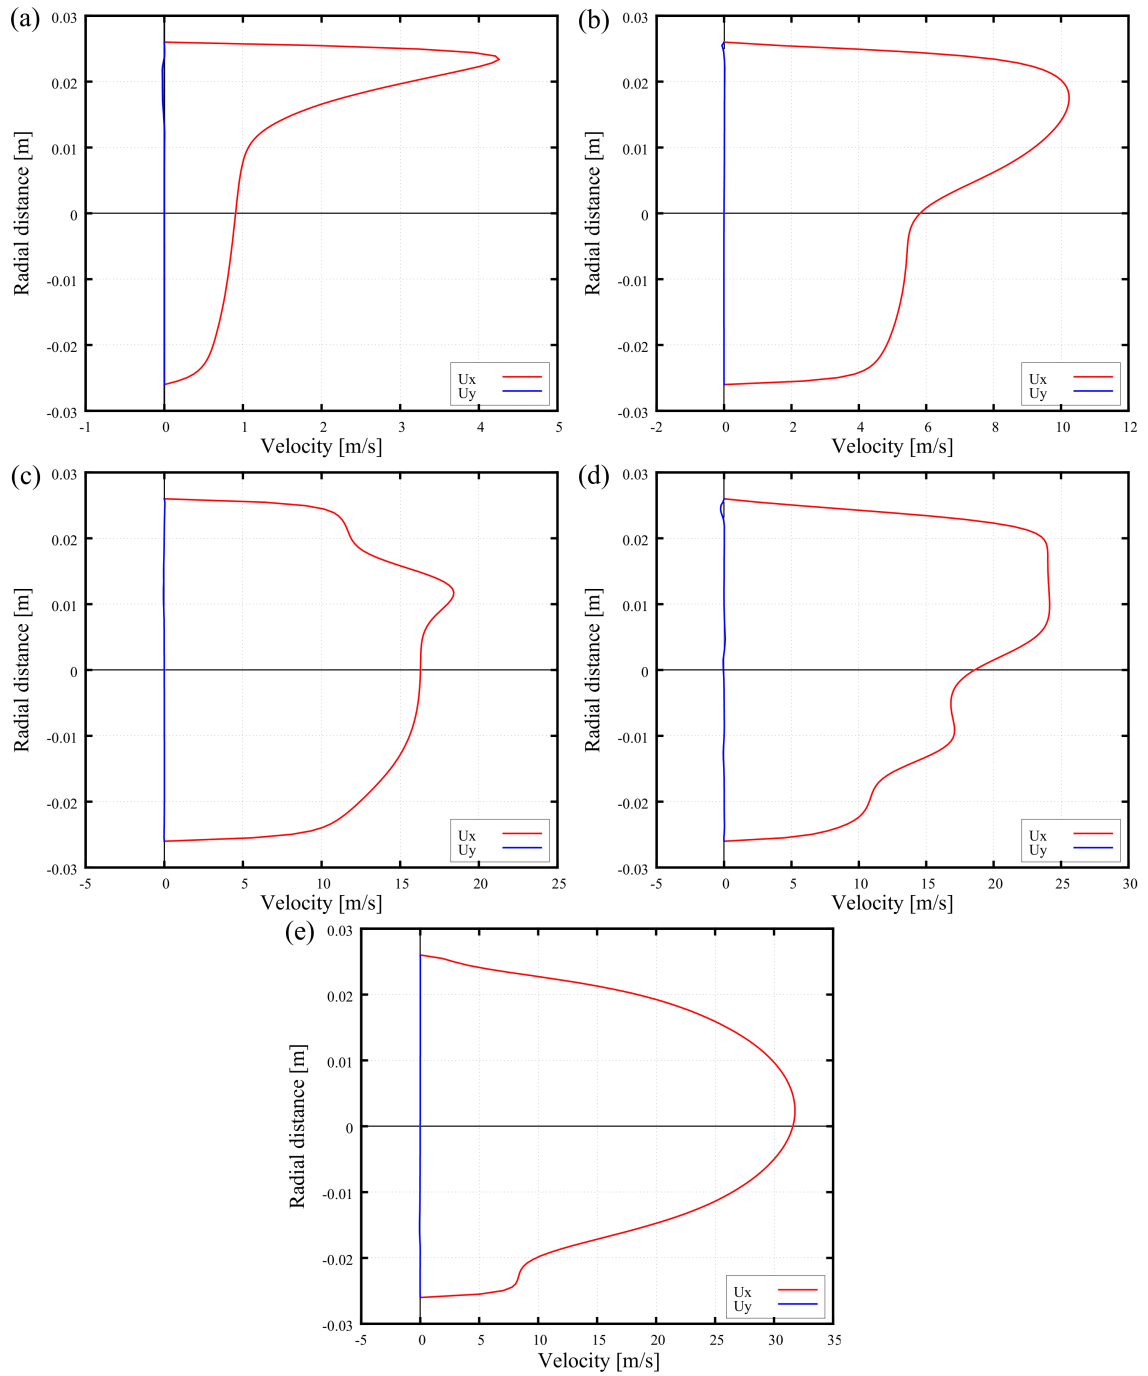 (a)
0.03
0.02
0.01
0
-0.01
-0.02
-0.03
Radial distance [m]
-1 0 1 2 3 4 5
Velocity [m/s]
Ux
Uy
(b)
0.03
0.02
0.01
0
-0.01
-0.02
-0.03
Radial distance [m]
-2 0 2 4 6 8 10 12
Velocity [m/s]
Ux
Uy
(c)
0.03
0.02
0.01
0
-0.01
-0.02
-0.03
Radial distance [m]
-5 0 5 10 15 20 25
Velocity [m/s]
Ux
Uy
(d)
0.03
0.02
0.01
0
-0.01
-0.02
-0.03
Radial distance [m]
-5 0 5 10 15 20 25 30
Velocity [m/s]
Ux
Uy
(e)
0.03
0.02
0.01
0
-0.01
-0.02
-0.03
Radial distance [m]
-5 0 5 10 15 20 25 30 35
Velocity [m/s]
Ux
Uy